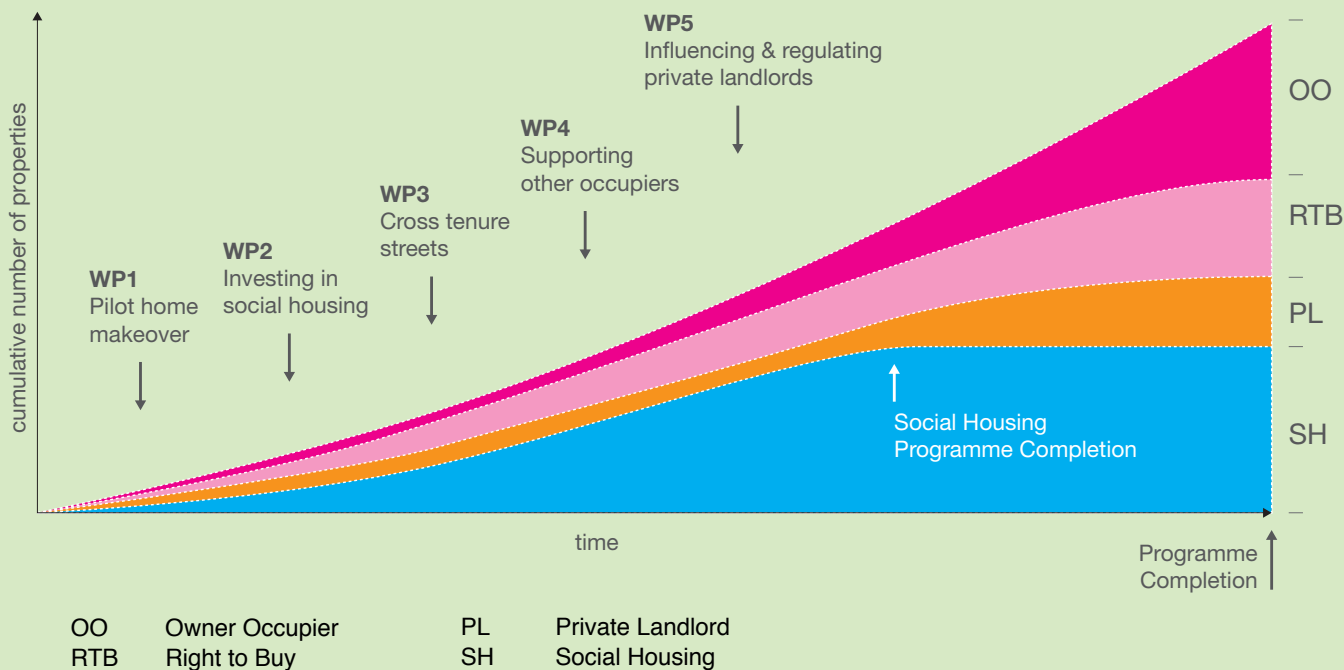 WP5
Influencing & regulating
private landlords
WP4
Supporting
other occupiers
WP3
Cross tenure
streets
WP2
Investing in
social housing
WP1
Pilot home
makeover
cumulative number of properties
OO
RTB
PL
SH
Social Housing
Programme Completion
time
Programme
Completion
OO Owner Occupier PL Private Landlord
RTB Right to Buy SH Social Housing